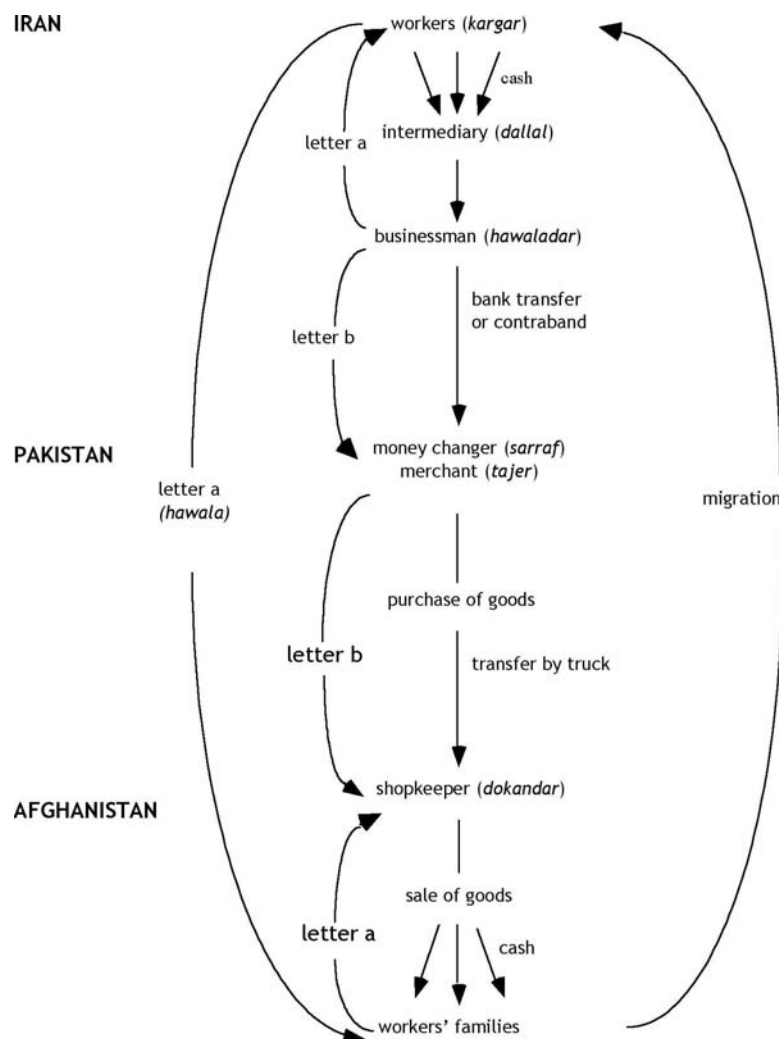 IRAN
workers (kargar)
cash
intermediary (dallal)
letter a
businessman (hawaladar)
bank transfer
or contraband
letter b
PAKISTAN
money changer (sarraf)
merchant (tajer)
letter a
(hawala)
migration
purchase of goods
letter b
transfer by truck
shopkeeper (dokandar)
AFGHANISTAN
sale of goods
letter a
cash
workers' families